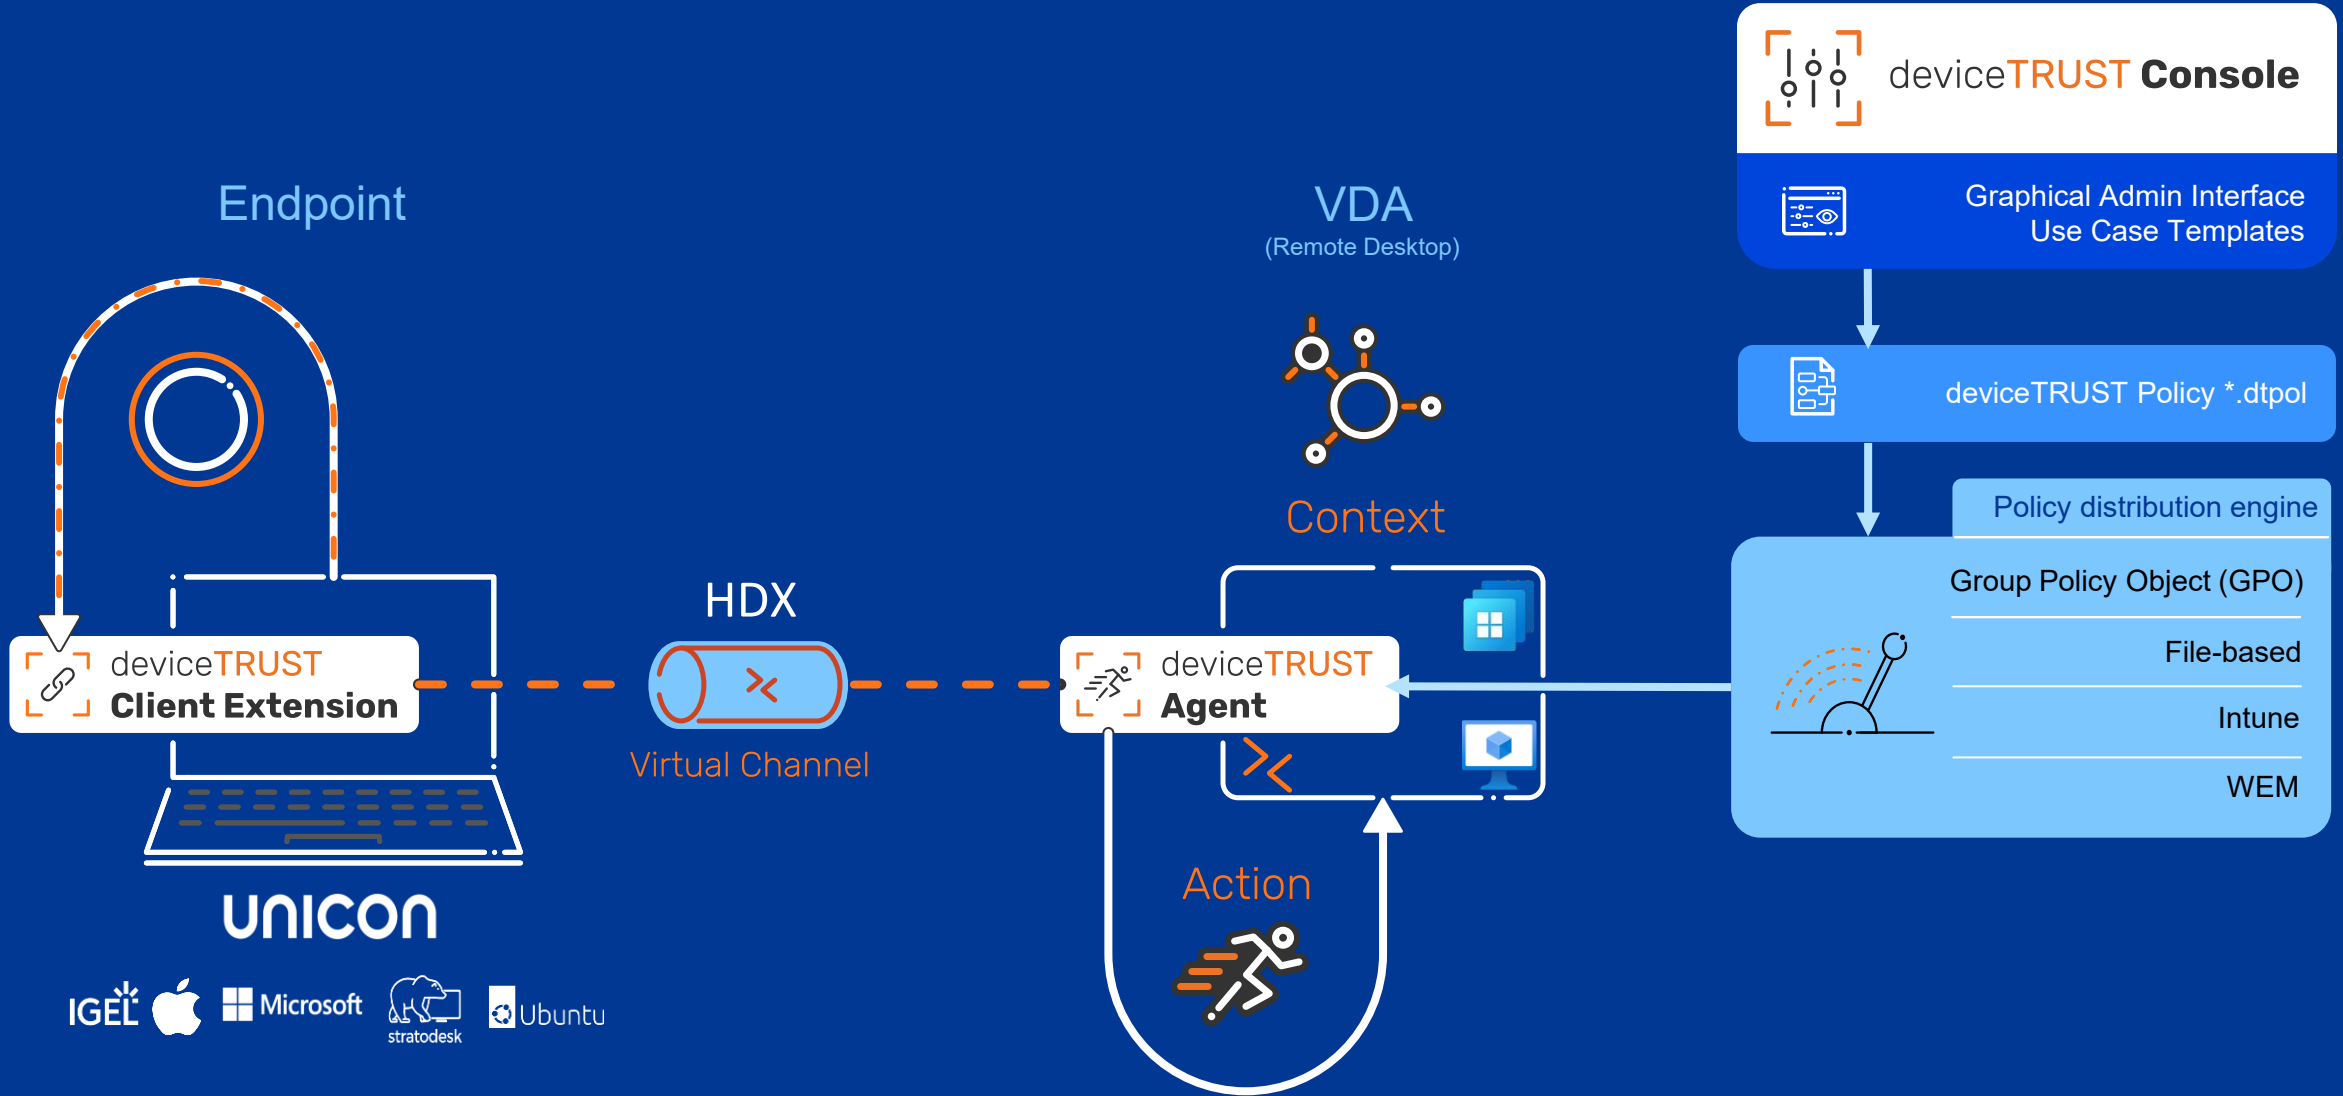 Endpoint
deviceTRUST
Client Extension
UNICON
IGEL
Microsoft
stratodesk
Ubuntu
HDX
Virtual Channel
VDA
(Remote Desktop)
Context
deviceTRUST
Agent
Action
deviceTRUST Console
Graphical Admin Interface
Use Case Templates
deviceTRUST Policy *.dtpol
Policy distribution engine
Group Policy Object (GPO)
File-based
Intune
WEM